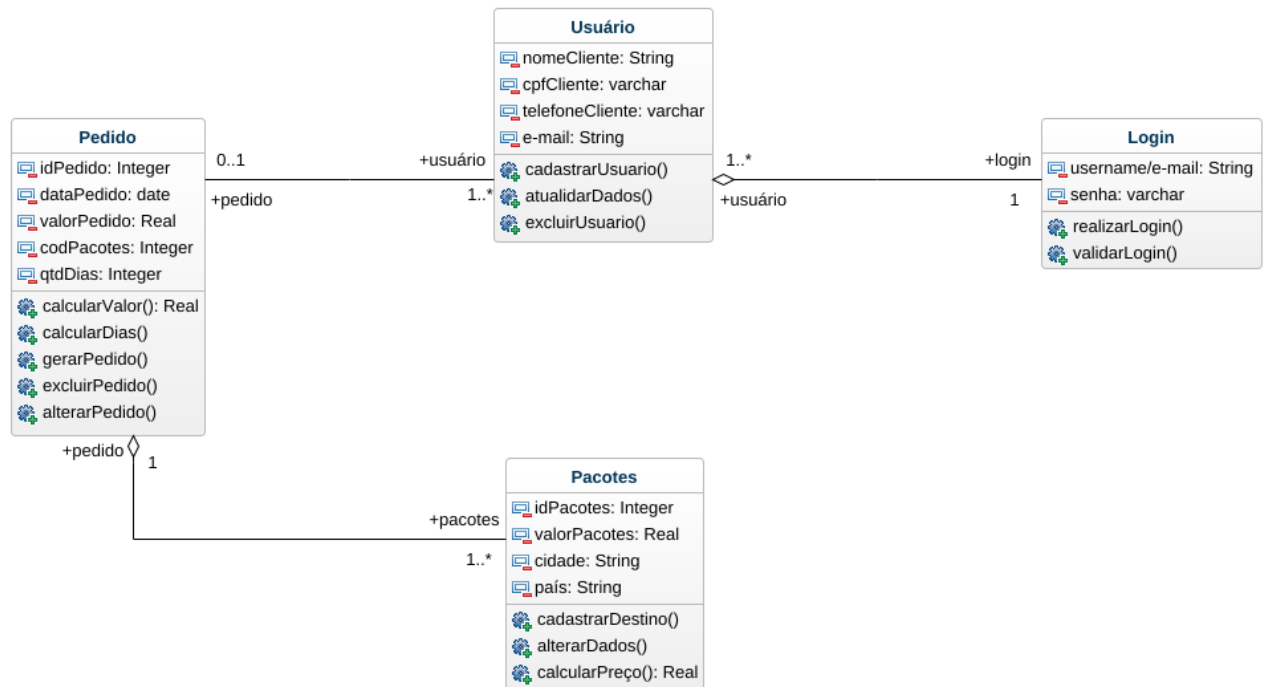 Usuário
nomeCliente: String
cpfCliente: varchar
telefoneCliente: varchar
e-mail: String
cadastrarUsuario()
atualidarDados()
excluirUsuario()
Pedido
idPedido: Integer
dataPedido: date
valorPedido: Real
codPacotes: Integer
qtdDias: Integer
calcularValor(): Real
calcularDias()
gerarPedido()
excluirPedido()
alterarPedido()
0..1
+pedido
+usuário
1..*
1..*
+usuário
+login
1
Login
username/e-mail: String
senha: varchar
realizarLogin()
validarLogin()
+pedido
1
+pacotes
1..*
Pacotes
idPacotes: Integer
valorPacotes: Real
cidade: String
país: String
cadastrarDestino()
alterarDados()
calcularPreço(): Real